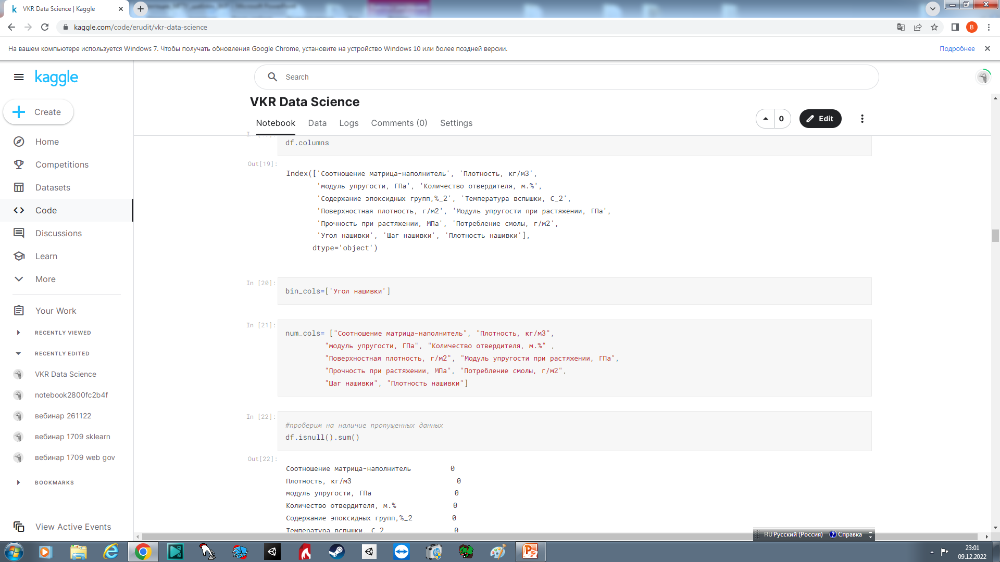 VKR Data Science | Kaggle
kaggle.com/code/erudit/vkr-data-science
B
На вашем компьютере используется Windows 7. Чтобы получать обновления Google Chrome, установите на устройство Windows 10 или более поздней версии.
Подробнее
kaggle
Search
Create
Home
Competitions
Datasets
Code
Discussions
Learn
More
Your Work
RECENTLY VIEWED
RECENTLY EDITED
VKR Data Science
notebook2800fc2b4f
вебинар 261122
вебинар 1709 sklearn
вебинар 1709 web gov
BOOKMARKS
View Active Events
VKR Data Science
Notebook Data Logs Comments (0) Settings
0
Edit
df.columns
Out[19]:
Index(['Соотношение матрица-наполнитель', 'Плотность, кг/м3',
'модуль упругости, ГПа', 'Количество отвердителя, м.%',
'Содержание эпоксидных групп,%_2', 'Температура вспышки, С_2',
'Поверхностная плотность, г/м2', 'Модуль упругости при растяжении, ГПа',
'Прочность при растяжении, МПа', 'Потребление смолы, г/м2',
'Угол нашивки', 'Шаг нашивки', 'Плотность нашивки'],
dtype='object')
In [20]:
bin_cols=['Угол нашивки']
In [21]:
num_cols= ["Соотношение матрица-наполнитель", "Плотность, кг/м3",
"модуль упругости, ГПа", "Количество отвердителя, м.%" ,
"Поверхностная плотность, г/м2", "Модуль упругости при растяжении, ГПа",
"Прочность при растяжении, МПа", "Потребление смолы, г/м2",
"Шаг нашивки", "Плотность нашивки"]
In [22]:
#проверим на наличие пропущенных данных
df.isnull().sum()
Out[22]:
Соотношение матрица-наполнитель 0
Плотность, кг/м3 0
модуль упругости, ГПа 0
Количество отвердителя, м.% 0
Содержание эпоксидных групп,%_2 0
Температура вспышки, С_2 0
RU Русский (Россия) Справка
23:01
09.12.2022